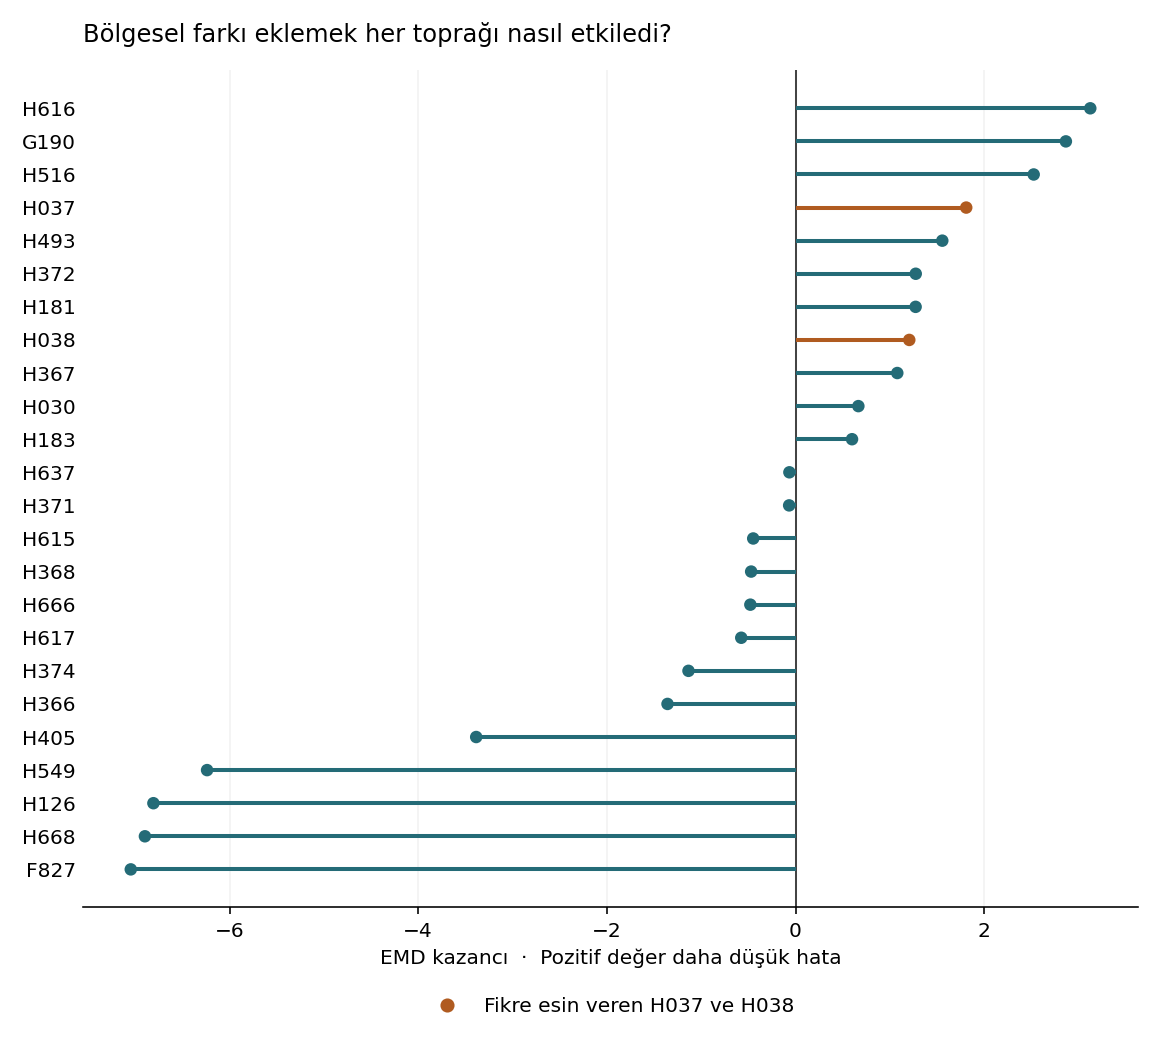 Bölgesel farkı eklemek her toprağı nasıl etkiledi?
H616
G190
H516
H037
H493
H372
H181
H038
H367
H030
H183
H637
H371
H615
H368
H666
H617
H374
H366
H405
H549
H126
H668
F827
−6 −4 −2 0 2
EMD kazancı · Pozitif değer daha düşük hata
Fikre esin veren H037 ve H038